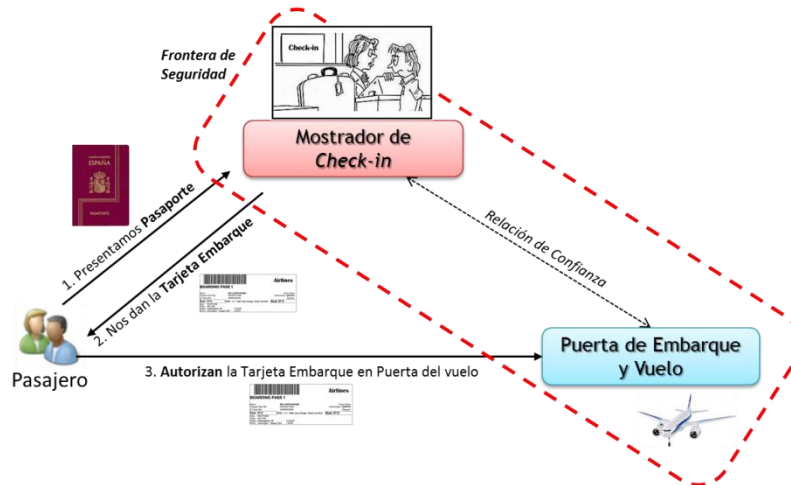 Frontera de
Seguridad
Check-in
Mostrador de
Check-in
ESPAÑA
PASAPORTE
1. Presentamos Pasaporte
2. Nos dan la Tarjeta Embarque
Relación de Confianza
Airlines
BOARDING PASS 1
Pasajero
3. Autorizan la Tarjeta Embarque en Puerta del vuelo
Puerta de Embarque
y Vuelo
Airlines
BOARDING PASS 1